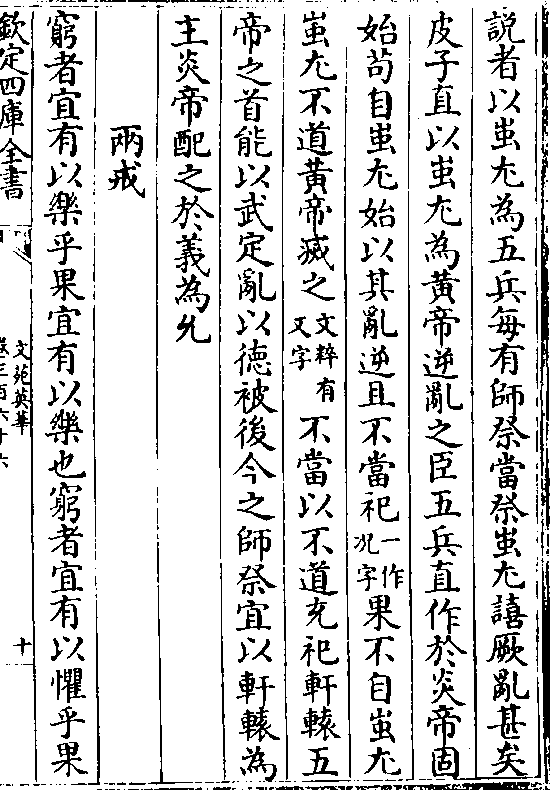 説者以蚩尤為五兵每有師祭當祭蚩尤譆厥亂甚矣
皮子直以蚩尤為黄帝逆亂之臣五兵直作於炎帝固
始茍自蚩尤始以其亂逆且不當祀一作况字果不自蚩尤
蚩尤不道黄帝滅之文粹有又字不當以不道充祀軒轅五
帝之首能以武定亂以徳被後今之師祭宜以軒轅為
主炎帝配之於義為允
兩戒
窮者宜有以樂乎果宜有以樂也窮者宜有以懼乎果
欽定四庫全書
文苑英華
卷三百六十六
十